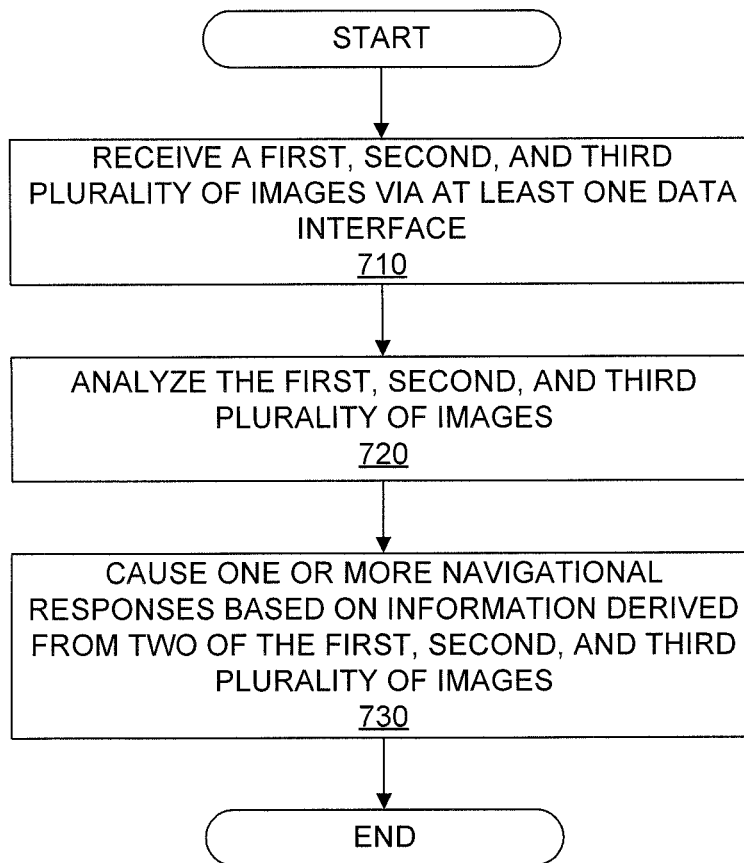 START
RECEIVE A FIRST, SECOND, AND THIRD
PLURALITY OF IMAGES VIA AT LEAST ONE DATA
INTERFACE
710
ANALYZE THE FIRST, SECOND, AND THIRD
PLURALITY OF IMAGES
720
CAUSE ONE OR MORE NAVIGATIONAL
RESPONSES BASED ON INFORMATION DERIVED
FROM TWO OF THE FIRST, SECOND, AND THIRD
PLURALITY OF IMAGES
730
END